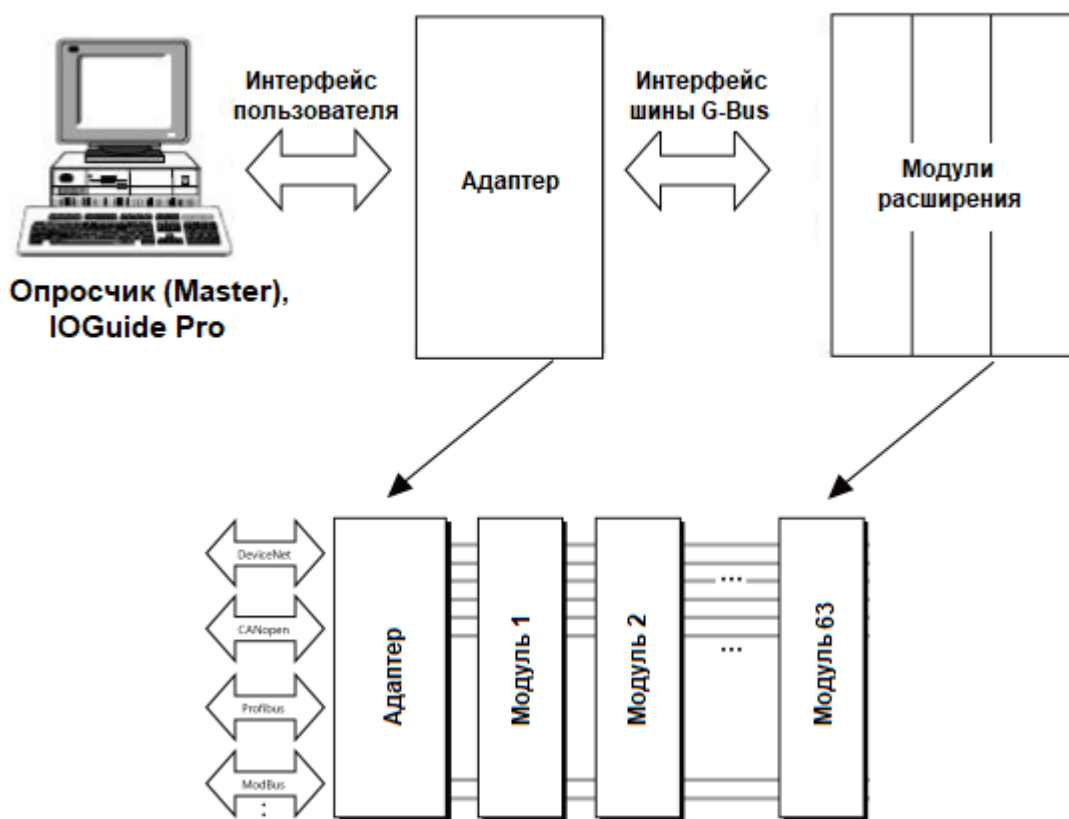 Интерфейс
пользователя
Интерфейс
шины G-Bus
Адаптер
Модули
расширения
Опросчик (Master),
IOGuide Pro
DeviceNet
CANopen
Profibus
ModBus
:
Адаптер
Модуль 1
Модуль 2
...
...
Модуль 63